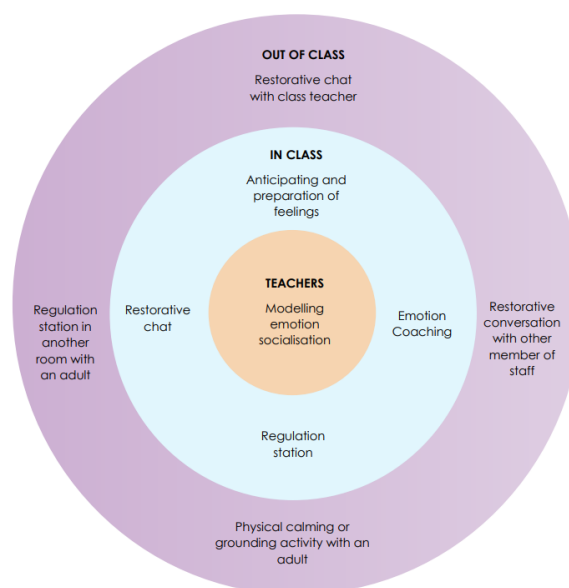 OUT OF CLASS
Restorative chat
with class teacher
IN CLASS
Anticipating and
preparation of
feelings
TEACHERS
Modelling
emotion
socialisation
Regulation
station in
another
room with
an adult
Restorative
chat
Emotion
Coaching
Restorative
conversation
with other
member of
staff
Regulation
station
Physical calming or
grounding activity with an
adult